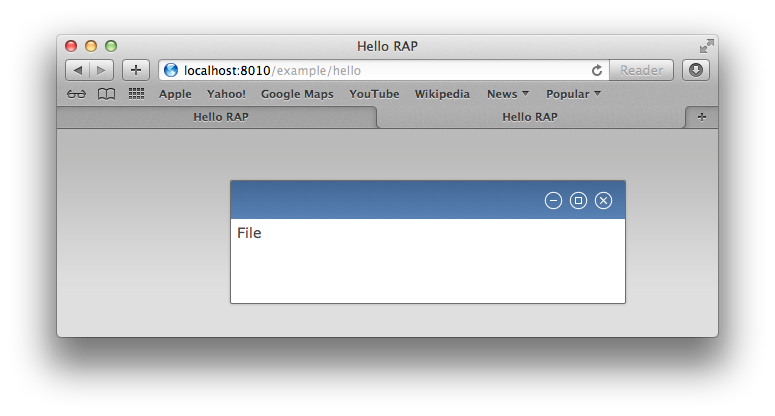 Hello RAP
localhost:8010/example/hello Reader
Apple Yahoo! Google Maps YouTube Wikipedia News Popular
Hello RAP Hello RAP
File